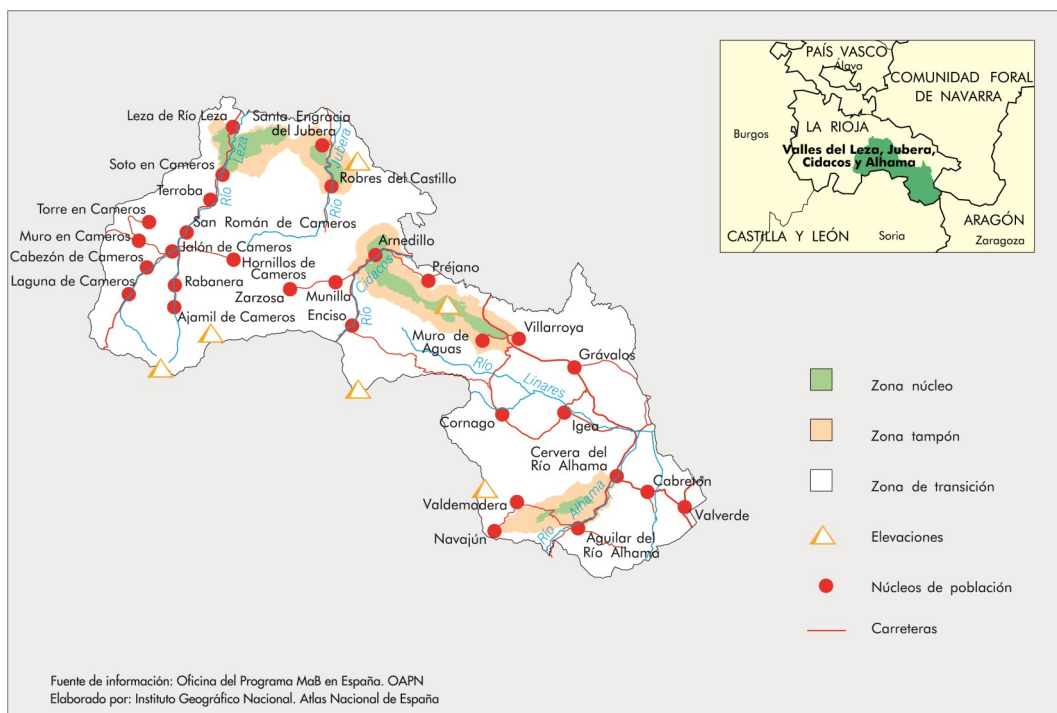 PAÍS VASCO
Álava
COMUNIDAD FORAL
DE NAVARRA
Burgos
LA RIOJA
Valles del Leza, Jubera,
Cidacos y Alhama
ARAGÓN
Zaragoza
CASTILLA Y LEÓN
Soria
Leza de Río Leza
Santa Engracia
del Jubera
Río Leza
Río Jubera
Soto en Cameros
Robres del Castillo
Terroba
Torre en Cameros
San Román de Cameros
Muro en Cameros
Jalón de Cameros
Cabezón de Cameros
Hornillos de
Cameros
Laguna de Cameros
Rabanera
Ajamil de Cameros
Zarzosa
Munilla
Enciso
Arnedillo
Río Cidacos
Préjano
Muro de
Aguas
Villarroya
Grávalos
Río Linares
Cornago
Igea
Cervera del
Río Alhama
Cabretón
Valdemadera
Valverde
Río Alhama
Navajún
Aguilar del
Río Alhama
Zona núcleo
Zona tampón
Zona de transición
Elevaciones
Núcleos de población
Carreteras
Fuente de información: Oficina del Programa MaB en España. OAPN
Elaborado por: Instituto Geográfico Nacional. Atlas Nacional de España